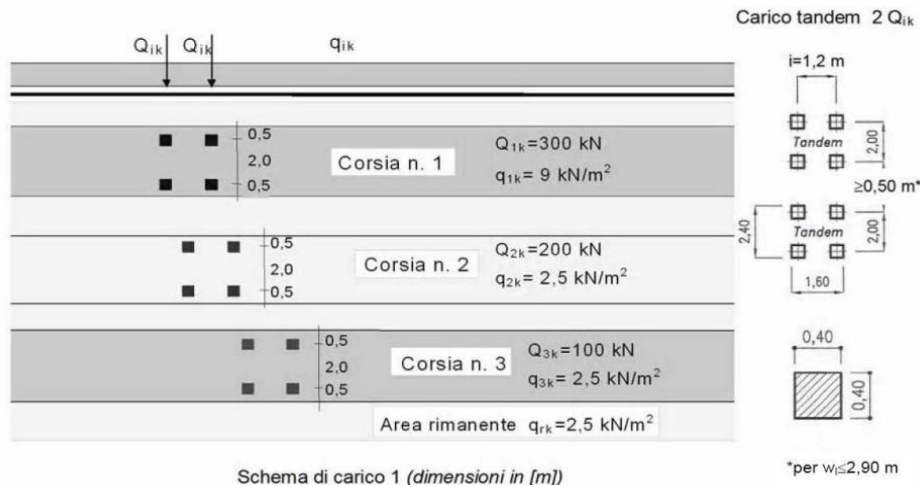 Carico tandem 2 Qik
Qik Qik qik
i=1,2 m
Tandem
2,00
≥0,50 m*
Tandem
2,00
2,40
1,60
0,5
2,0
0,5
Corsia n. 1
Q1k=300 kN
q1k= 9 kN/m²
0,5
2,0
0,5
Corsia n. 2
Q2k=200 kN
q2k= 2,5 kN/m²
0,5
2,0
0,5
Corsia n. 3
Q3k=100 kN
q3k= 2,5 kN/m²
Area rimanente qrk=2,5 kN/m²
0,40
0,40
*per wl≤2,90 m
Schema di carico 1 (dimensioni in [m])